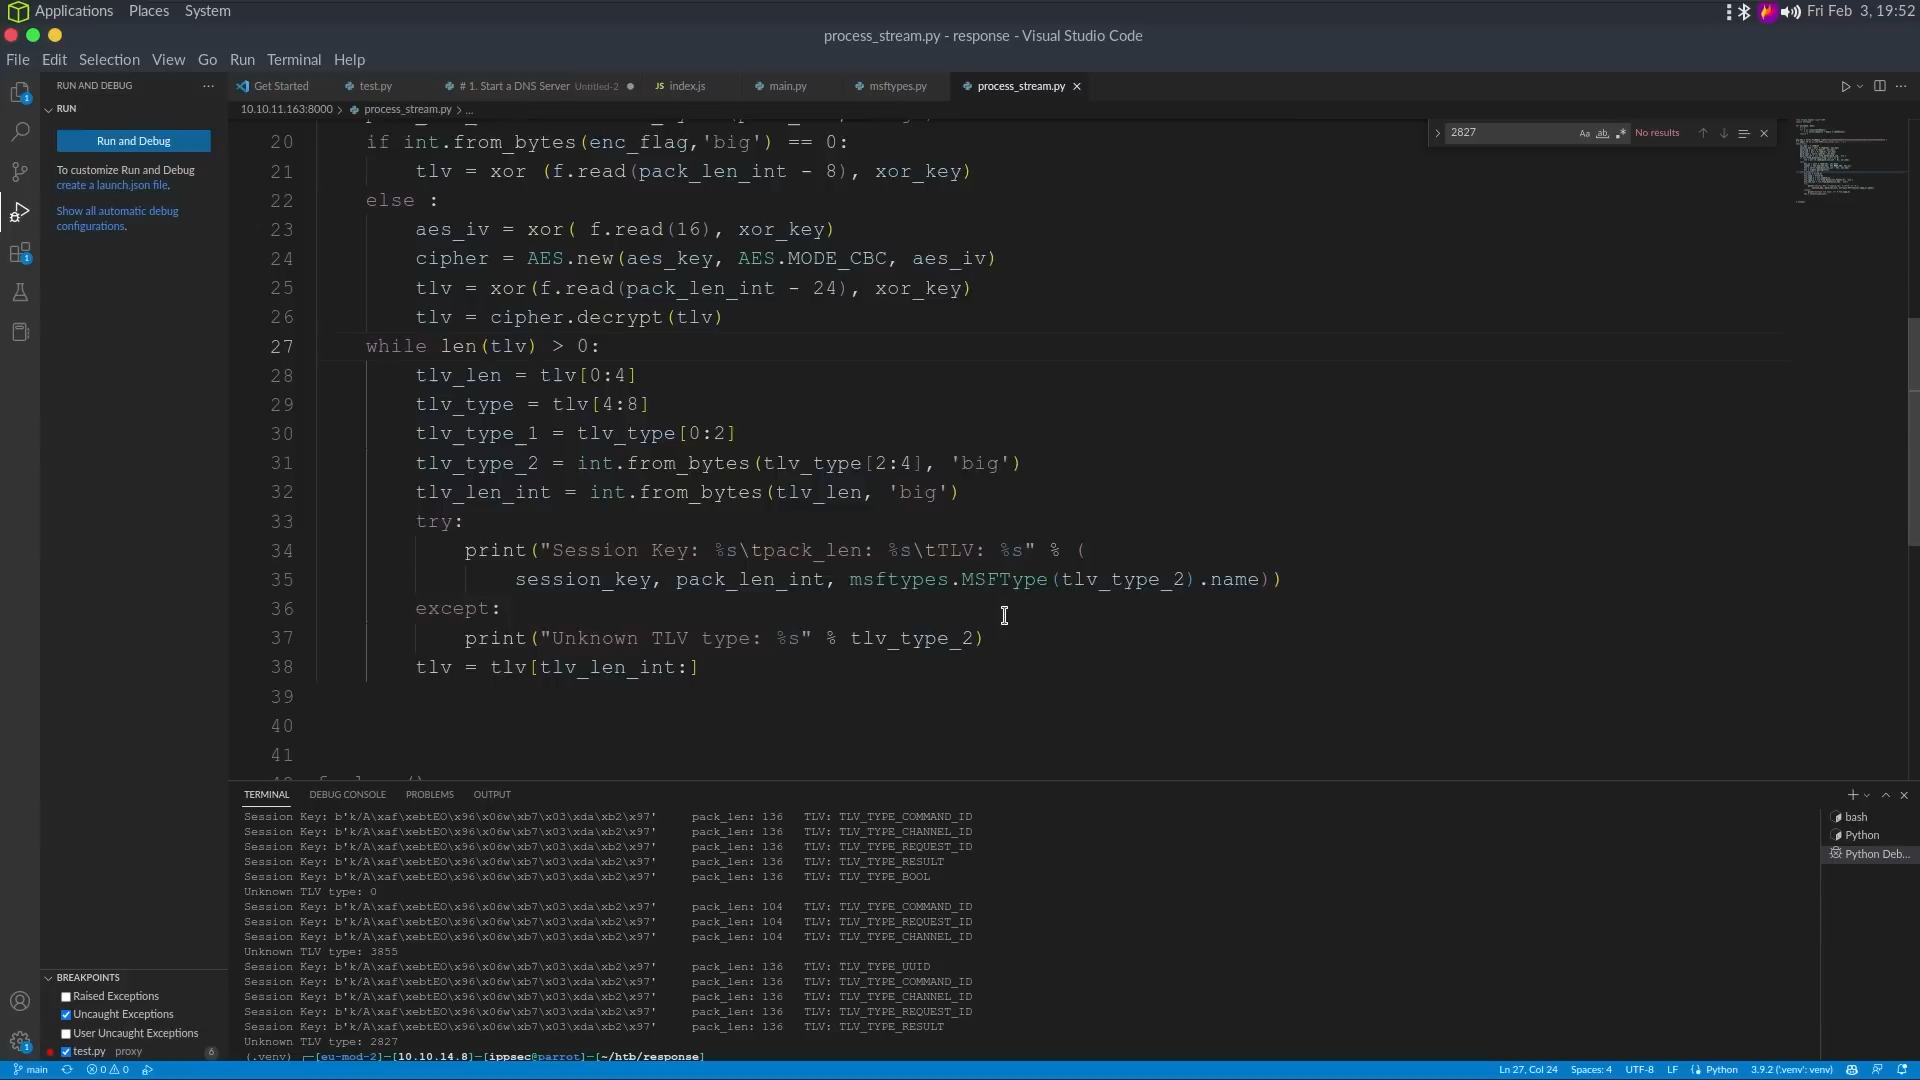 Applications Places System
Fri Feb 3, 19:52
process_stream.py - response - Visual Studio Code
File Edit Selection View Go Run Terminal Help
RUN AND DEBUG ···
Get Started test.py # 1. Start a DNS Server Untitled-2 JS index.js main.py msftypes.py process_stream.py
RUN
10.10.11.163:8000 > process_stream.py > ...
2827 Aa ab No results
Run and Debug
To customize Run and Debug
create a launch.json file.
Show all automatic debug
configurations.
20 if int.from_bytes(enc_flag,'big') == 0:
21 tlv = xor (f.read(pack_len_int - 8), xor_key)
22 else :
23 aes_iv = xor( f.read(16), xor_key)
24 cipher = AES.new(aes_key, AES.MODE_CBC, aes_iv)
25 tlv = xor(f.read(pack_len_int - 24), xor_key)
26 tlv = cipher.decrypt(tlv)
27 while len(tlv) > 0:
28 tlv_len = tlv[0:4]
29 tlv_type = tlv[4:8]
30 tlv_type_1 = tlv_type[0:2]
31 tlv_type_2 = int.from_bytes(tlv_type[2:4], 'big')
32 tlv_len_int = int.from_bytes(tlv_len, 'big')
33 try:
34 print("Session Key: %s\tpack_len: %s\tTLV: %s" % (
35 session_key, pack_len_int, msftypes.MSFType(tlv_type_2).name))
36 except:
37 print("Unknown TLV type: %s" % tlv_type_2)
38 tlv = tlv[tlv_len_int:]
39
40
41
TERMINAL DEBUG CONSOLE PROBLEMS OUTPUT
Session Key: b'k/A\xaf\xebtEO\x96\x06w\xb7\x03\xda\xb2\x97' pack_len: 136 TLV: TLV_TYPE_COMMAND_ID
Session Key: b'k/A\xaf\xebtEO\x96\x06w\xb7\x03\xda\xb2\x97' pack_len: 136 TLV: TLV_TYPE_CHANNEL_ID
Session Key: b'k/A\xaf\xebtEO\x96\x06w\xb7\x03\xda\xb2\x97' pack_len: 136 TLV: TLV_TYPE_REQUEST_ID
Session Key: b'k/A\xaf\xebtEO\x96\x06w\xb7\x03\xda\xb2\x97' pack_len: 136 TLV: TLV_TYPE_RESULT
Session Key: b'k/A\xaf\xebtEO\x96\x06w\xb7\x03\xda\xb2\x97' pack_len: 136 TLV: TLV_TYPE_BOOL
Unknown TLV type: 0
Session Key: b'k/A\xaf\xebtEO\x96\x06w\xb7\x03\xda\xb2\x97' pack_len: 104 TLV: TLV_TYPE_COMMAND_ID
Session Key: b'k/A\xaf\xebtEO\x96\x06w\xb7\x03\xda\xb2\x97' pack_len: 104 TLV: TLV_TYPE_REQUEST_ID
Session Key: b'k/A\xaf\xebtEO\x96\x06w\xb7\x03\xda\xb2\x97' pack_len: 104 TLV: TLV_TYPE_CHANNEL_ID
Unknown TLV type: 3855
Session Key: b'k/A\xaf\xebtEO\x96\x06w\xb7\x03\xda\xb2\x97' pack_len: 136 TLV: TLV_TYPE_UUID
Session Key: b'k/A\xaf\xebtEO\x96\x06w\xb7\x03\xda\xb2\x97' pack_len: 136 TLV: TLV_TYPE_COMMAND_ID
Session Key: b'k/A\xaf\xebtEO\x96\x06w\xb7\x03\xda\xb2\x97' pack_len: 136 TLV: TLV_TYPE_CHANNEL_ID
Session Key: b'k/A\xaf\xebtEO\x96\x06w\xb7\x03\xda\xb2\x97' pack_len: 136 TLV: TLV_TYPE_REQUEST_ID
Session Key: b'k/A\xaf\xebtEO\x96\x06w\xb7\x03\xda\xb2\x97' pack_len: 136 TLV: TLV_TYPE_RESULT
Unknown TLV type: 2827
(.venv) ┌─[eu-mod-2]─[10.10.14.8]─[ippsec@parrot]─[~/htb/response]
bash
Python
Python Deb...
BREAKPOINTS
Raised Exceptions
Uncaught Exceptions
User Uncaught Exceptions
test.py proxy 6
main 0 0
Ln 27, Col 24 Spaces: 4 UTF-8 LF Python 3.9.2 ('.venv': venv)